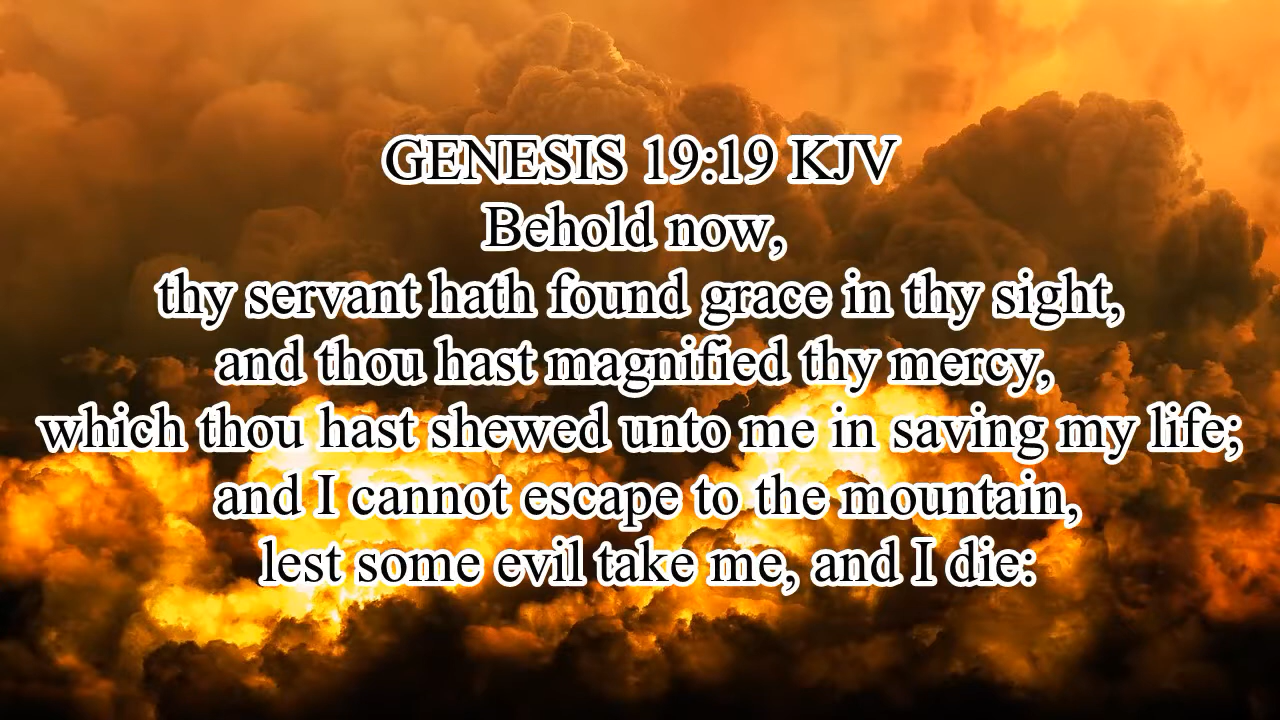 GENESIS 19:19 KJV
Behold now,
thy servant hath found grace in thy sight,
and thou hast magnified thy mercy,
which thou hast shewed unto me in saving my life;
and I cannot escape to the mountain,
lest some evil take me, and I die: